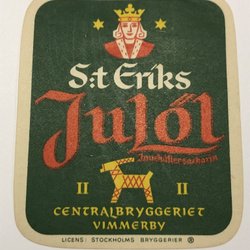 S:t Eriks
Julöl
Innehåller sackarin
II II
CENTRALBRYGGERIET
VIMMERBY
LICENS: STOCKHOLMS BRYGGERIER ®